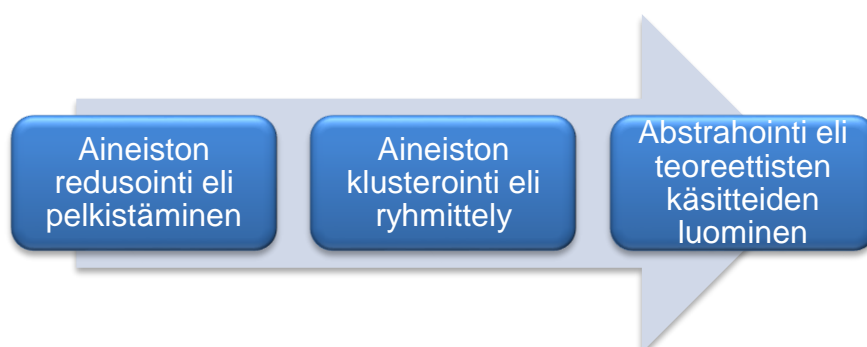 Aineiston
redusointi eli
pelkistäminen
Aineiston
klusterointi eli
ryhmittely
Abstrahointi eli
teoreettisten
käsitteiden
luominen